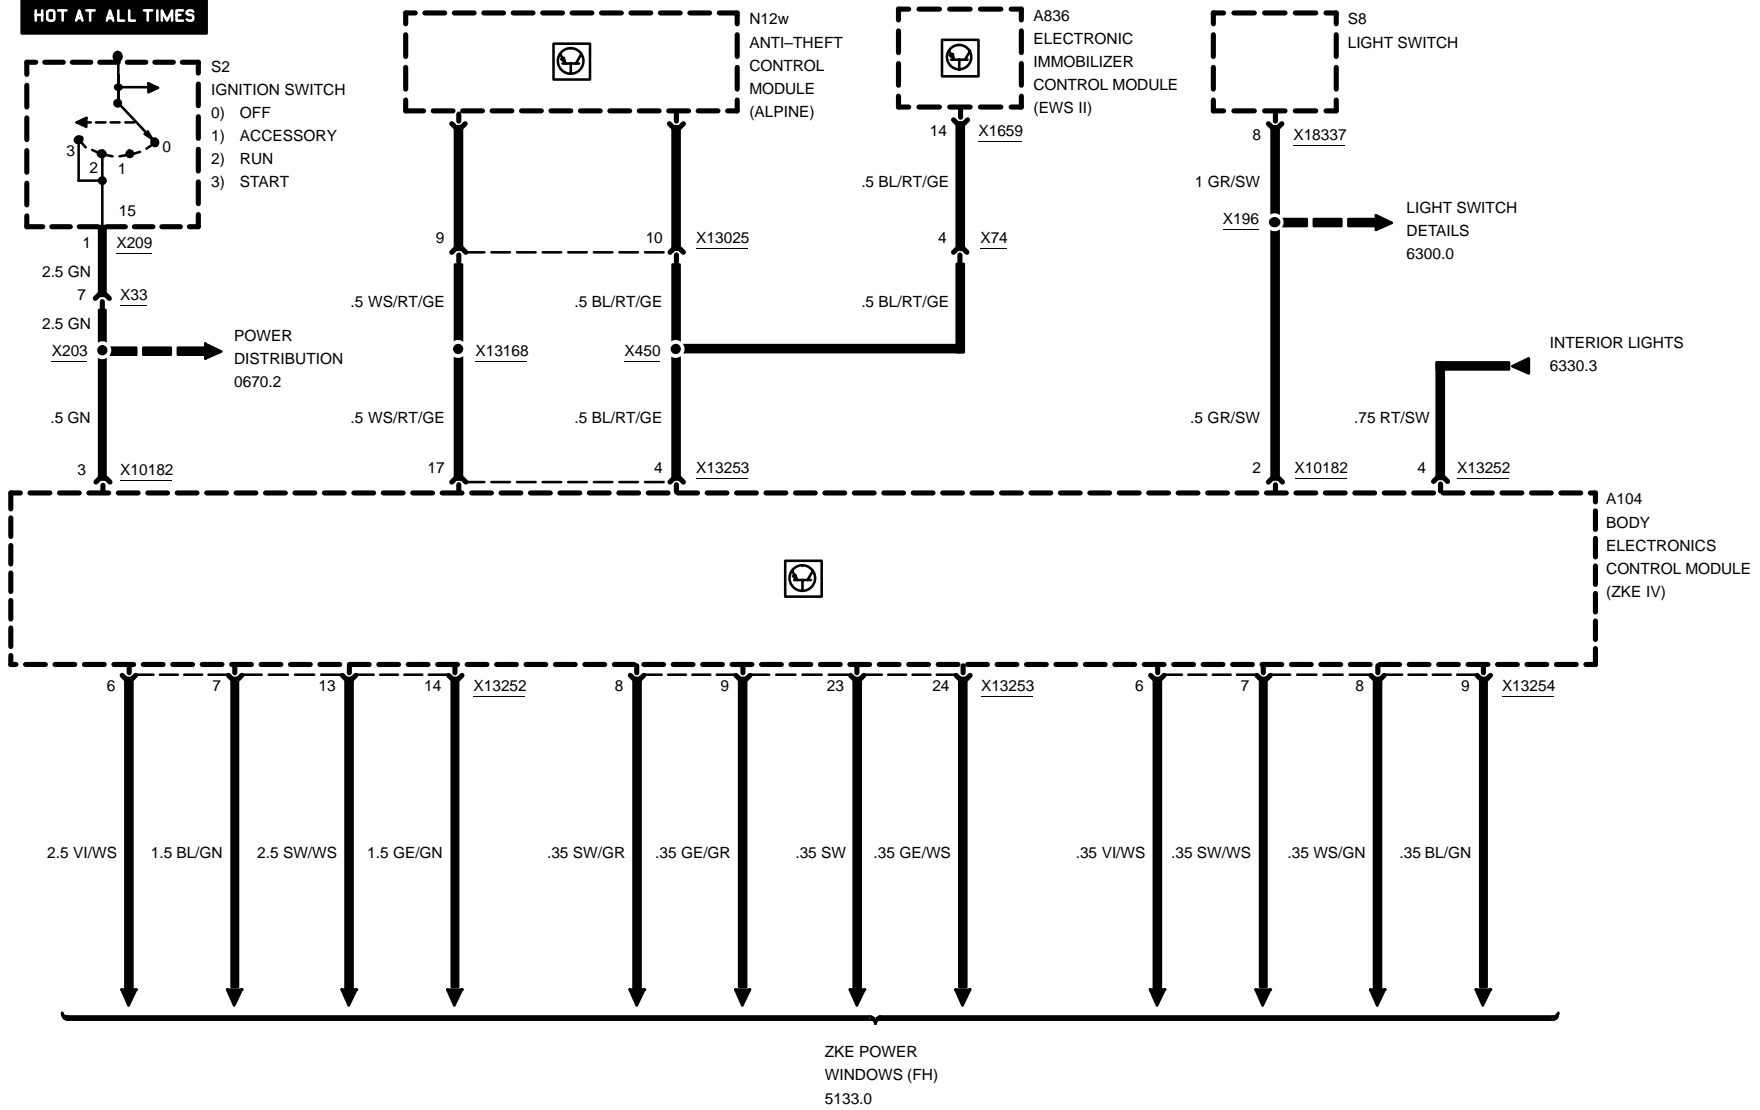 HOT AT ALL TIMES
S2
IGNITION SWITCH
0) OFF
1) ACCESSORY
2) RUN
3) START
3
2
1
0
15
N12w
ANTI–THEFT
CONTROL
MODULE
(ALPINE)
A836
ELECTRONIC
IMMOBILIZER
CONTROL MODULE
(EWS II)
S8
LIGHT SWITCH
1 X209
2.5 GN
7 X33
2.5 GN
X203
POWER
DISTRIBUTION
0670.2
.5 GN
3 X10182
9
.5 WS/RT/GE
X13168
.5 WS/RT/GE
17
10 X13025
.5 BL/RT/GE
X450
.5 BL/RT/GE
4 X13253
14 X1659
.5 BL/RT/GE
4 X74
.5 BL/RT/GE
8 X18337
1 GR/SW
X196
LIGHT SWITCH
DETAILS
6300.0
.5 GR/SW
2 X10182
INTERIOR LIGHTS
6330.3
.75 RT/SW
4 X13252
A104
BODY
ELECTRONICS
CONTROL MODULE
(ZKE IV)
6 7 13 14 X13252 8 9 23 24 X13253 6 7 8 9 X13254
2.5 VI/WS 1.5 BL/GN 2.5 SW/WS 1.5 GE/GN .35 SW/GR .35 GE/GR .35 SW .35 GE/WS .35 VI/WS .35 SW/WS .35 WS/GN .35 BL/GN
ZKE POWER
WINDOWS (FH)
5133.0